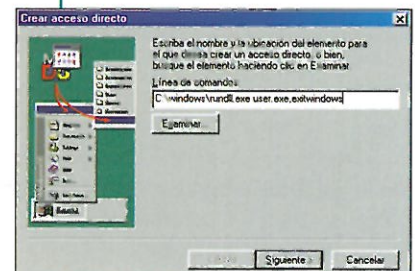 Crear acceso directo
Escriba el nombre y la ubicación del elemento para
el que desea crear un acceso directo, o bien,
busque el elemento haciendo clic en Examinar.
Línea de comandos:
C:\windows\rundll.exe user.exe,exitwindows
Examinar...
Siguiente >
Cancelar